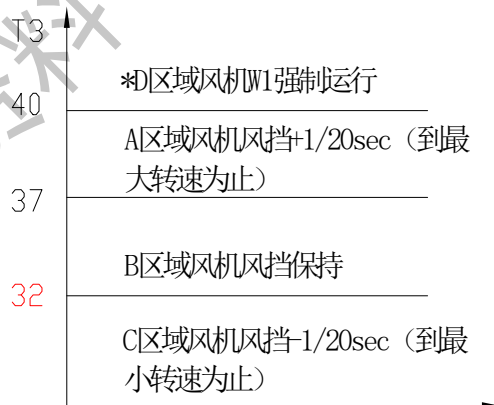 T3
*D区域风机W1强制运行
40
A区域风机风挡+1/20sec（到最
大转速为止）
37
B区域风机风挡保持
32
C区域风机风挡-1/20sec（到最
小转速为止）